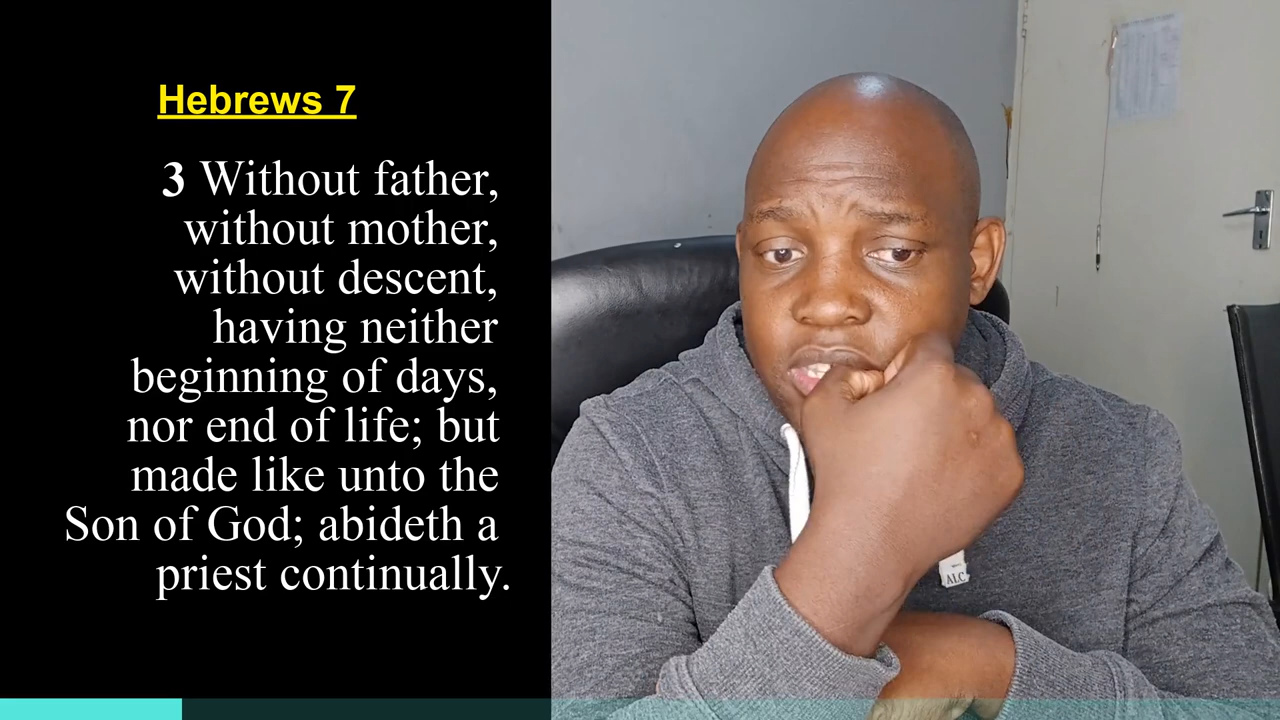 Hebrews 7
3 Without father,
without mother,
without descent,
having neither
beginning of days,
nor end of life; but
made like unto the
Son of God; abideth a
priest continually.
ALC